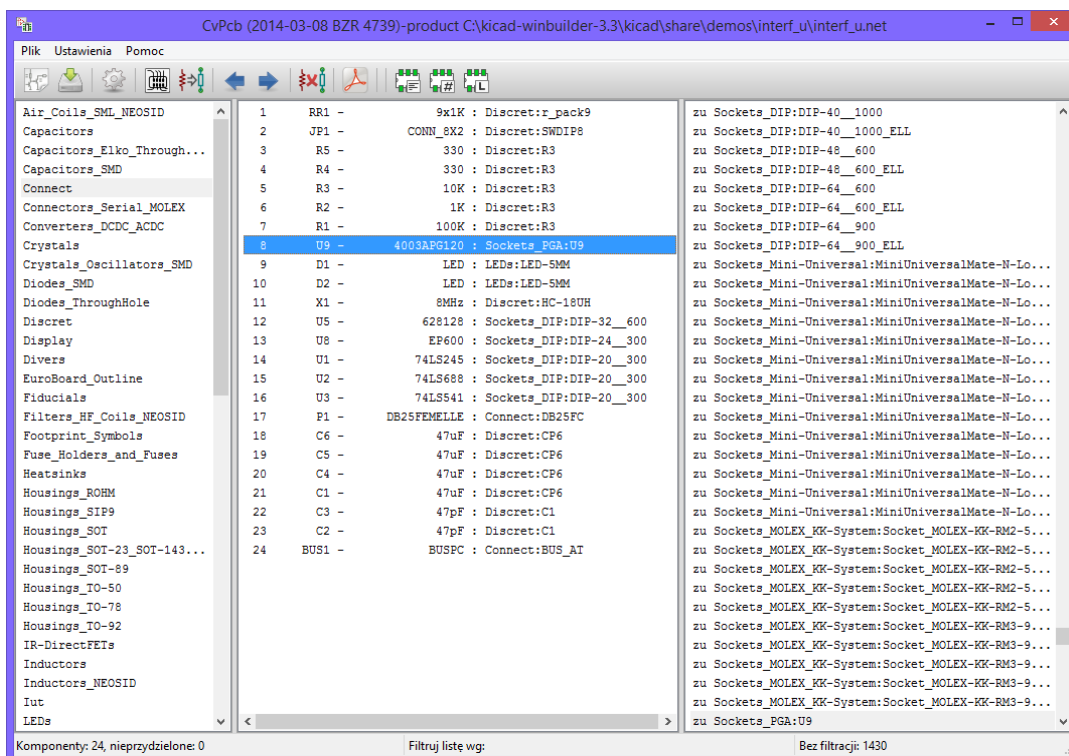 CvPcb (2014-03-08 BZR 4739)-product C:\kicad-winbuilder-3.3\kicad\share\demos\interf_u\interf_u.net
Plik Ustawienia Pomoc
Air_Coils_SML_NEOSID
Capacitors
Capacitors_Elko_Through...
Capacitors_SMD
Connect
Connectors_Serial_MOLEX
Converters_DCDC_ACDC
Crystals
Crystals_Oscillators_SMD
Diodes_SMD
Diodes_ThroughHole
Discret
Display
Divers
EuroBoard_Outline
Fiducials
Filters_HF_Coils_NEOSID
Footprint_Symbols
Fuse_Holders_and_Fuses
Heatsinks
Housings_ROHM
Housings_SIP9
Housings_SOT
Housings_SOT-23_SOT-143...
Housings_SOT-89
Housings_TO-50
Housings_TO-78
Housings_TO-92
IR-DirectFETs
Inductors
Inductors_NEOSID
Iut
LEDs
1 RR1 - 9x1K : Discret:r_pack9
2 JP1 - CONN_8X2 : Discret:SWDIP8
3 R5 - 330 : Discret:R3
4 R4 - 330 : Discret:R3
5 R3 - 10K : Discret:R3
6 R2 - 1K : Discret:R3
7 R1 - 100K : Discret:R3
8 U9 - 4003APG120 : Sockets_PGA:U9
9 D1 - LED : LEDs:LED-5MM
10 D2 - LED : LEDs:LED-5MM
11 X1 - 8MHz : Discret:HC-18UH
12 U5 - 628128 : Sockets_DIP:DIP-32__600
13 U8 - EP600 : Sockets_DIP:DIP-24__300
14 U1 - 74LS245 : Sockets_DIP:DIP-20__300
15 U2 - 74LS688 : Sockets_DIP:DIP-20__300
16 U3 - 74LS541 : Sockets_DIP:DIP-20__300
17 P1 - DB25FEMELLE : Connect:DB25FC
18 C6 - 47uF : Discret:CP6
19 C5 - 47uF : Discret:CP6
20 C4 - 47uF : Discret:CP6
21 C1 - 47uF : Discret:CP6
22 C3 - 47pF : Discret:C1
23 C2 - 47pF : Discret:C1
24 BUS1 - BUSPC : Connect:BUS_AT
zu Sockets_DIP:DIP-40__1000
zu Sockets_DIP:DIP-40__1000_ELL
zu Sockets_DIP:DIP-48__600
zu Sockets_DIP:DIP-48__600_ELL
zu Sockets_DIP:DIP-64__600
zu Sockets_DIP:DIP-64__600_ELL
zu Sockets_DIP:DIP-64__900
zu Sockets_DIP:DIP-64__900_ELL
zu Sockets_Mini-Universal:MiniUniversalMate-N-Lo...
zu Sockets_Mini-Universal:MiniUniversalMate-N-Lo...
zu Sockets_Mini-Universal:MiniUniversalMate-N-Lo...
zu Sockets_Mini-Universal:MiniUniversalMate-N-Lo...
zu Sockets_Mini-Universal:MiniUniversalMate-N-Lo...
zu Sockets_Mini-Universal:MiniUniversalMate-N-Lo...
zu Sockets_Mini-Universal:MiniUniversalMate-N-Lo...
zu Sockets_Mini-Universal:MiniUniversalMate-N-Lo...
zu Sockets_Mini-Universal:MiniUniversalMate-N-Lo...
zu Sockets_Mini-Universal:MiniUniversalMate-N-Lo...
zu Sockets_Mini-Universal:MiniUniversalMate-N-Lo...
zu Sockets_Mini-Universal:MiniUniversalMate-N-Lo...
zu Sockets_Mini-Universal:MiniUniversalMate-N-Lo...
zu Sockets_Mini-Universal:MiniUniversalMate-N-Lo...
zu Sockets_MOLEX_KK-System:Socket_MOLEX-KK-RM2-5...
zu Sockets_MOLEX_KK-System:Socket_MOLEX-KK-RM2-5...
zu Sockets_MOLEX_KK-System:Socket_MOLEX-KK-RM2-5...
zu Sockets_MOLEX_KK-System:Socket_MOLEX-KK-RM2-5...
zu Sockets_MOLEX_KK-System:Socket_MOLEX-KK-RM2-5...
zu Sockets_MOLEX_KK-System:Socket_MOLEX-KK-RM3-9...
zu Sockets_MOLEX_KK-System:Socket_MOLEX-KK-RM3-9...
zu Sockets_MOLEX_KK-System:Socket_MOLEX-KK-RM3-9...
zu Sockets_MOLEX_KK-System:Socket_MOLEX-KK-RM3-9...
zu Sockets_MOLEX_KK-System:Socket_MOLEX-KK-RM3-9...
zu Sockets_PGA:U9
Komponenty: 24, nieprzydzielone: 0
Filtruj listę wg:
Bez filtracji: 1430